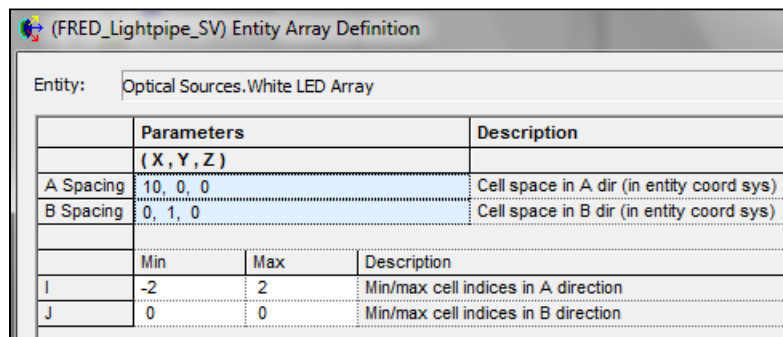 (FRED_Lightpipe_SV) Entity Array Definition
Entity: Optical Sources.White LED Array
Parameters Description
( X , Y , Z )
A Spacing 10, 0, 0 Cell space in A dir (in entity coord sys)
B Spacing 0, 1, 0 Cell space in B dir (in entity coord sys)
Min Max Description
I -2 2 Min/max cell indices in A direction
J 0 0 Min/max cell indices in B direction